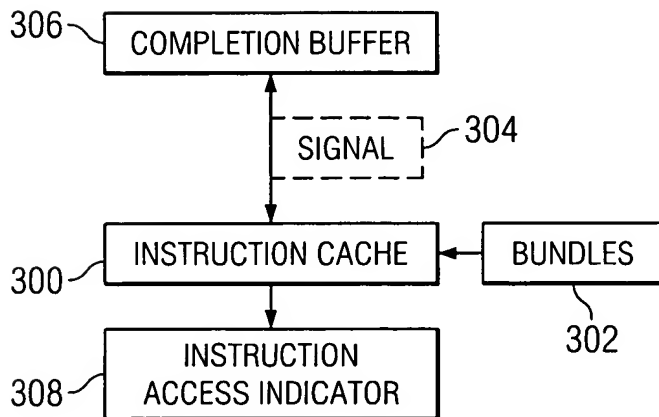 306
COMPLETION BUFFER
SIGNAL
304
300
INSTRUCTION CACHE
BUNDLES
302
308
INSTRUCTION
ACCESS INDICATOR